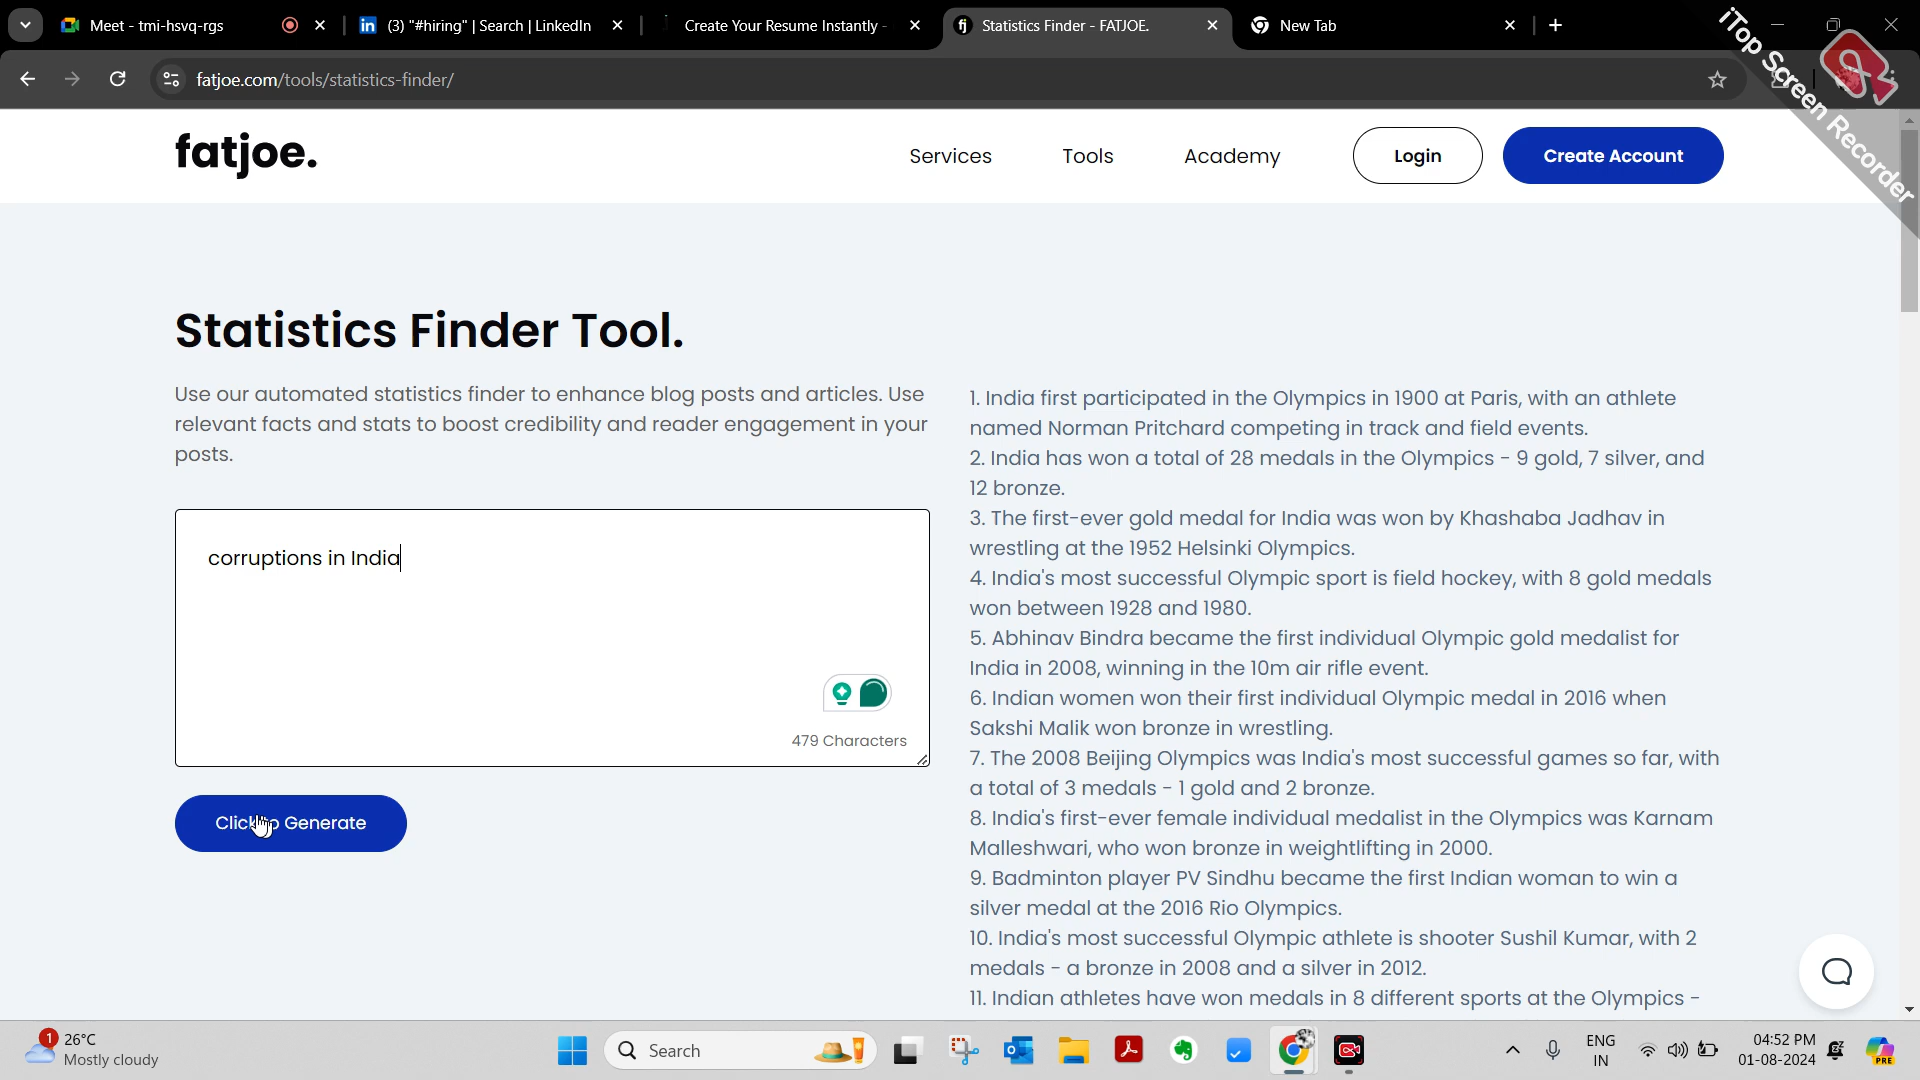 Meet - tmi-hsvq-rgs
(3) "#hiring" | Search | LinkedIn
Create Your Resume Instantly -
fj Statistics Finder - FATJOE.
New Tab
fatjoe.com/tools/statistics-finder/
iTop Screen Recorder
fatjoe.
Services
Tools
Academy
Login
Create Account
Statistics Finder Tool.
Use our automated statistics finder to enhance blog posts and articles. Use
relevant facts and stats to boost credibility and reader engagement in your
posts.
corruptions in India
479 Characters
Click to Generate
1. India first participated in the Olympics in 1900 at Paris, with an athlete
named Norman Pritchard competing in track and field events.
2. India has won a total of 28 medals in the Olympics - 9 gold, 7 silver, and
12 bronze.
3. The first-ever gold medal for India was won by Khashaba Jadhav in
wrestling at the 1952 Helsinki Olympics.
4. India's most successful Olympic sport is field hockey, with 8 gold medals
won between 1928 and 1980.
5. Abhinav Bindra became the first individual Olympic gold medalist for
India in 2008, winning in the 10m air rifle event.
6. Indian women won their first individual Olympic medal in 2016 when
Sakshi Malik won bronze in wrestling.
7. The 2008 Beijing Olympics was India's most successful games so far, with
a total of 3 medals - 1 gold and 2 bronze.
8. India's first-ever female individual medalist in the Olympics was Karnam
Malleshwari, who won bronze in weightlifting in 2000.
9. Badminton player PV Sindhu became the first Indian woman to win a
silver medal at the 2016 Rio Olympics.
10. India's most successful Olympic athlete is shooter Sushil Kumar, with 2
medals - a bronze in 2008 and a silver in 2012.
11. Indian athletes have won medals in 8 different sports at the Olympics -
1
26°C
Mostly cloudy
Search
ENG
IN
04:52 PM
01-08-2024
PRE